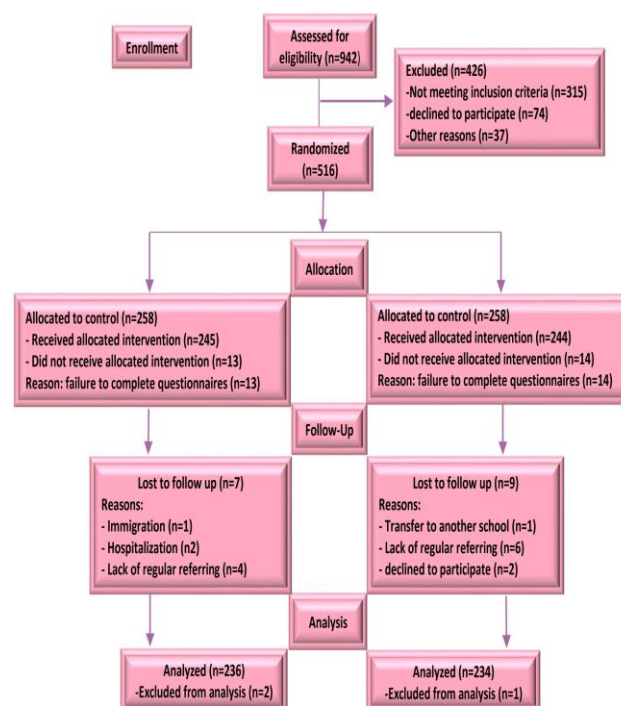 Enrollment
Assessed for
eligibility (n=942)
Excluded (n=426)
-Not meeting inclusion criteria (n=315)
-declined to participate (n=74)
-Other reasons (n=37)
Randomized
(n=516)
Allocation
Allocated to control (n=258)
- Received allocated intervention (n=245)
- Did not receive allocated intervention (n=13)
Reason: failure to complete questionnaires (n=13)
Allocated to control (n=258)
- Received allocated intervention (n=244)
- Did not receive allocated intervention (n=14)
Reason: failure to complete questionnaires (n=14)
Follow-Up
Lost to follow up (n=7)
Reasons:
- Immigration (n=1)
- Hospitalization (n2)
- Lack of regular referring (n=4)
Lost to follow up (n=9)
Reasons:
- Transfer to another school (n=1)
- Lack of regular referring (n=6)
- declined to participate (n=2)
Analysis
Analyzed (n=236)
-Excluded from analysis (n=2)
Analyzed (n=234)
-Excluded from analysis (n=1)